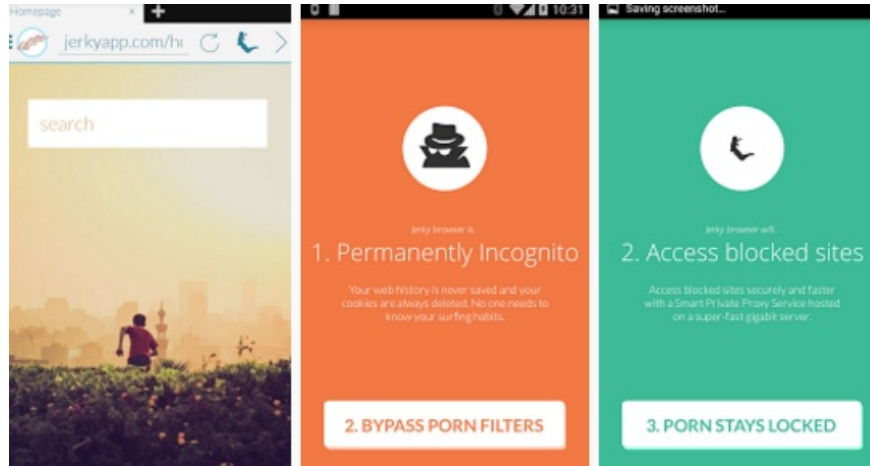 Homepage
×
+
jerkyapp.com/h
search
10:31
Jerky browser is..
1. Permanently Incognito
Your web history is never saved and your
cookies are always deleted. No one needs to
know your surfing habits.
2. BYPASS PORN FILTERS
Saving screenshot...
Jerky browser will..
2. Access blocked sites
Access blocked sites securely and faster
with a Smart Private Proxy Service hosted
on a super-fast gigabit server.
3. PORN STAYS LOCKED